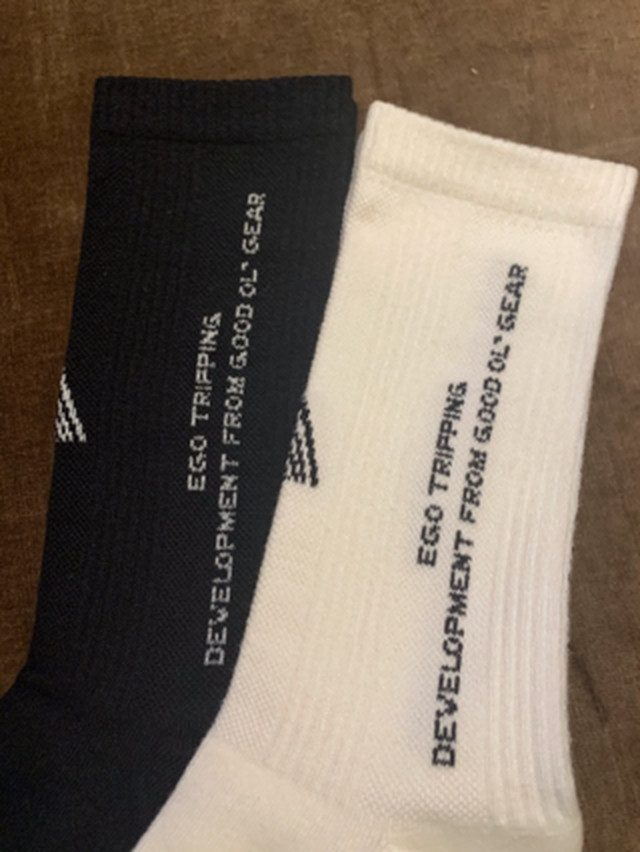 EGO TRIPPING
DEVELOPMENT FROM GOOD OL' GEAR
EGO TRIPPING
DEVELOPMENT FROM GOOD OL' GEAR